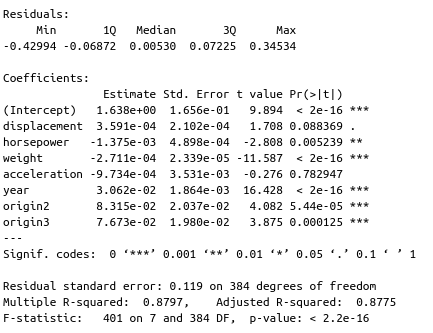 Residuals:
     Min       1Q   Median       3Q      Max
-0.42994 -0.06872  0.00530  0.07225  0.34534

Coefficients:
               Estimate Std. Error t value Pr(>|t|)
(Intercept)   1.638e+00  1.656e-01   9.894  < 2e-16 ***
displacement  3.591e-04  2.102e-04   1.708 0.088369 .
horsepower   -1.375e-03  4.898e-04  -2.808 0.005239 **
weight       -2.711e-04  2.339e-05 -11.587  < 2e-16 ***
acceleration -9.734e-04  3.531e-03  -0.276 0.782947
year          3.062e-02  1.864e-03  16.428  < 2e-16 ***
origin2       8.315e-02  2.037e-02   4.082 5.44e-05 ***
origin3       7.673e-02  1.980e-02   3.875 0.000125 ***
---
Signif. codes:  0 ‘***’ 0.001 ‘**’ 0.01 ‘*’ 0.05 ‘.’ 0.1 ‘ ’ 1

Residual standard error: 0.119 on 384 degrees of freedom
Multiple R-squared:  0.8797,    Adjusted R-squared:  0.8775
F-statistic:   401 on 7 and 384 DF,  p-value: < 2.2e-16